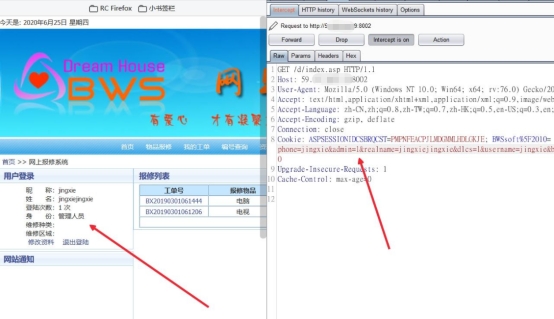 RC Firefox 小书签栏
今天是: 2020年6月25日 星期四
Dream House
BWS
网
有爱心 才有凝聚
首页 物品报修 我的工单 编号查询
首页 >> 网上报修系统
用户登录
昵 称: jingxie
姓 名: jingxiejingxie
登陆次数: 1 次
身 份: 管理人员
维修种类:
维修区域:
修改资料 退出登陆
网站通知
报修列表
工单号 报修物品
BX20190301061444 电脑
BX20190301061206 电视
Intercept HTTP history WebSockets history Options
Request to http://5 9:8002
Forward Drop Intercept is on Action
Raw Params Headers Hex
1 GET /d/index.asp HTTP/1.1
2 Host: 59. 8002
3 User-Agent: Mozilla/5.0 (Windows NT 10.0; Win64; x64; rv:76.0) Gecko/20
4 Accept: text/html,application/xhtml+xml,application/xml;q=0.9,image/web
5 Accept-Language: zh-CN,zh;q=0.8,zh-TW;q=0.7,zh-HK;q=0.5,en-US;q=0.3,en;
6 Accept-Encoding: gzip, deflate
7 Connection: close
8 Cookie: BWSsoft%5F2010=
phone=jingxie&admin=1&realname=jingxiejingxie&dlcs=1&username=jingxie&b
0
9 Upgrade-Insecure-Requests: 1
10 Cache-Control: max-age=0
11
12